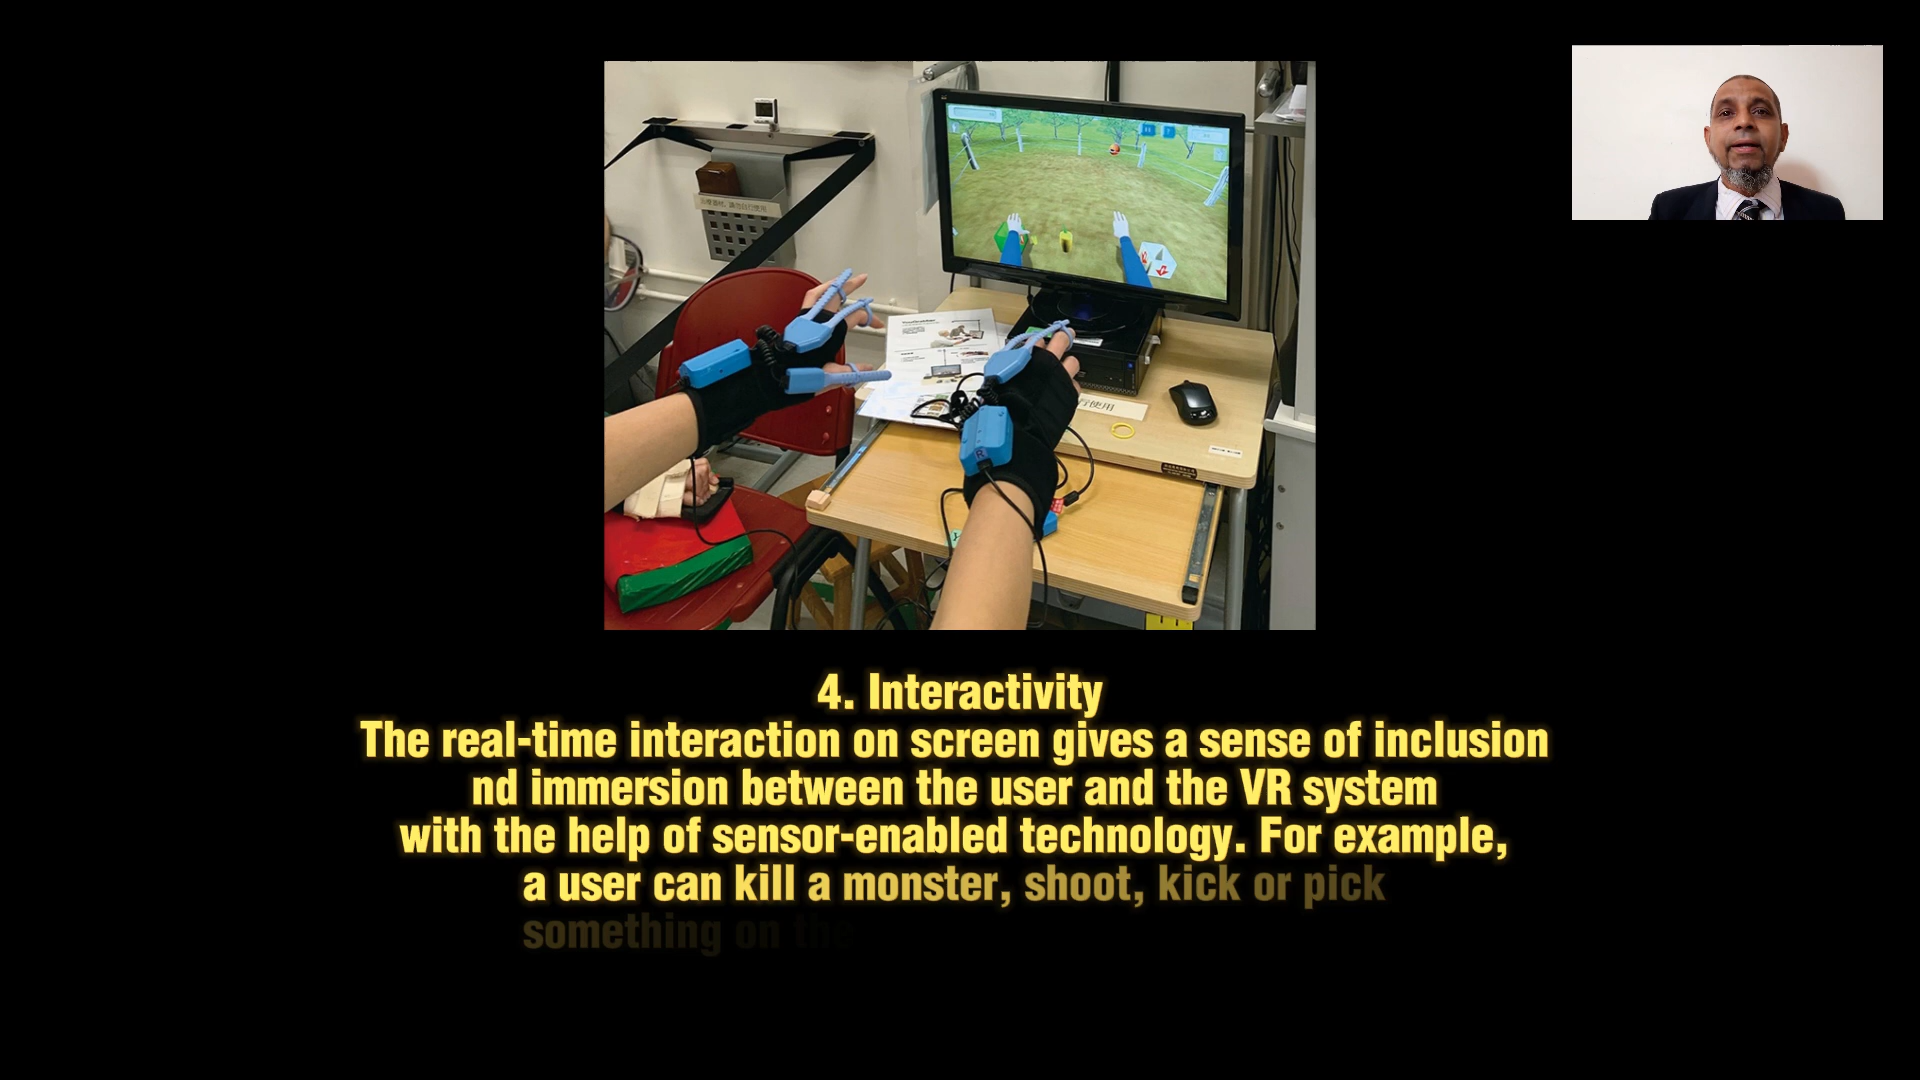 4. Interactivity
The real-time interaction on screen gives a sense of inclusion
nd immersion between the user and the VR system
with the help of sensor-enabled technology. For example,
a user can kill a monster, shoot, kick or pick
something on the
R